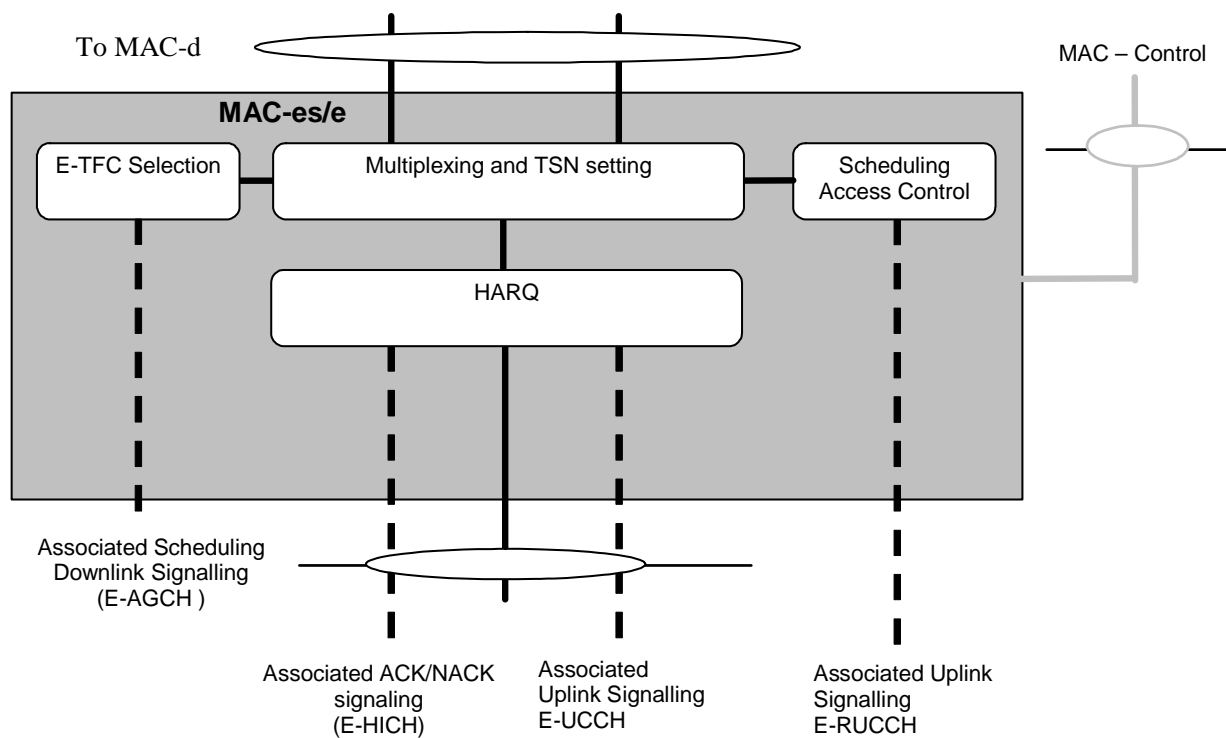 To MAC-d
MAC – Control
MAC-es/e
E-TFC Selection
Multiplexing and TSN setting
Scheduling
Access Control
HARQ
Associated Scheduling
Downlink Signalling
(E-AGCH )
Associated ACK/NACK
signaling
(E-HICH)
Associated
Uplink Signalling
E-UCCH
Associated Uplink
Signalling
E-RUCCH